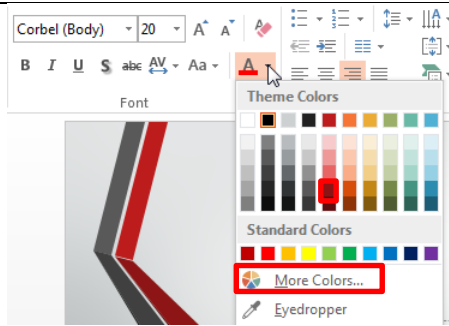 Corbel (Body) 20 A A
B I U S abc AV Aa A A
Font
Theme Colors
Standard Colors
More Colors...
Eyedropper